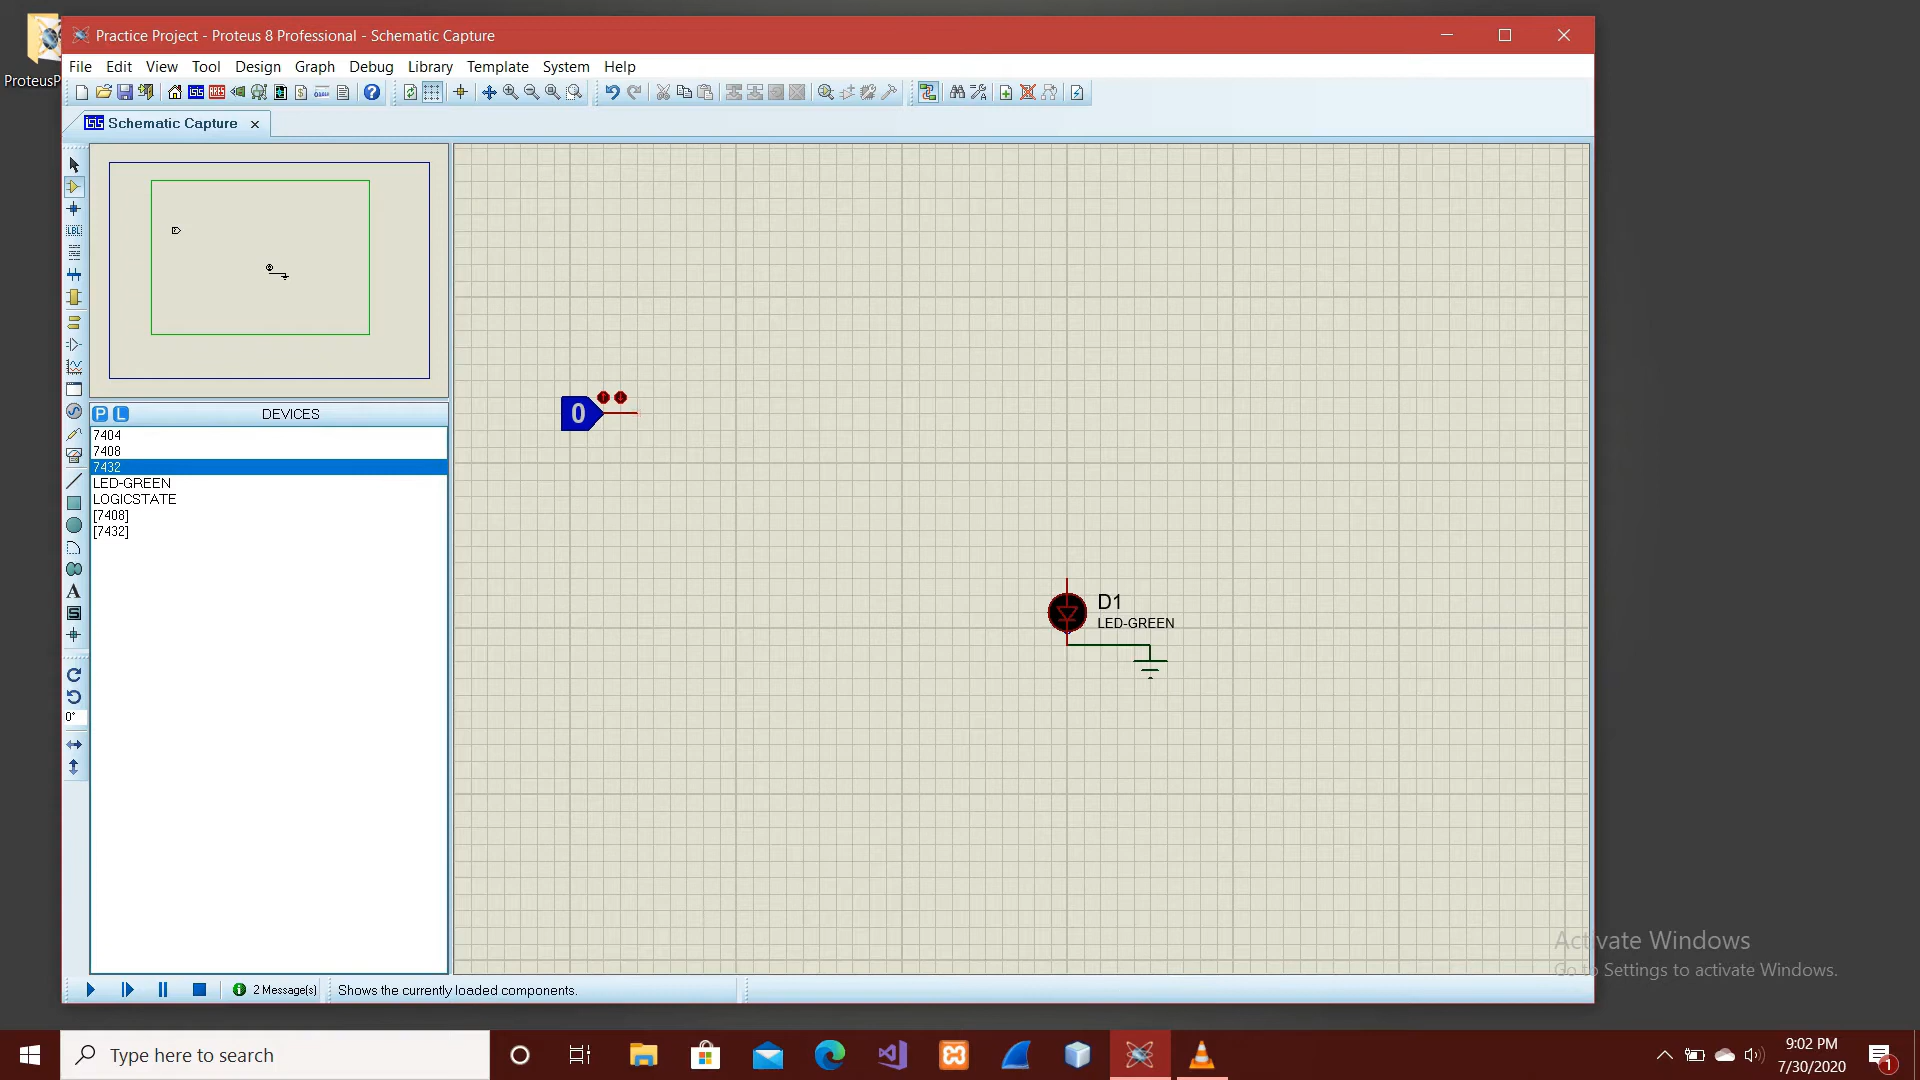 ProteusP
Practice Project - Proteus 8 Professional - Schematic Capture
File Edit View Tool Design Graph Debug Library Template System Help
Schematic Capture
P L DEVICES
7404
7408
7432
LED-GREEN
LOGICSTATE
[7408]
[7432]
LBL
A
S
0°
0
D1
LED-GREEN
2 Message(s)
Shows the currently loaded components.
Activate Windows
Go to Settings to activate Windows.
Type here to search
9:02 PM
7/30/2020
1